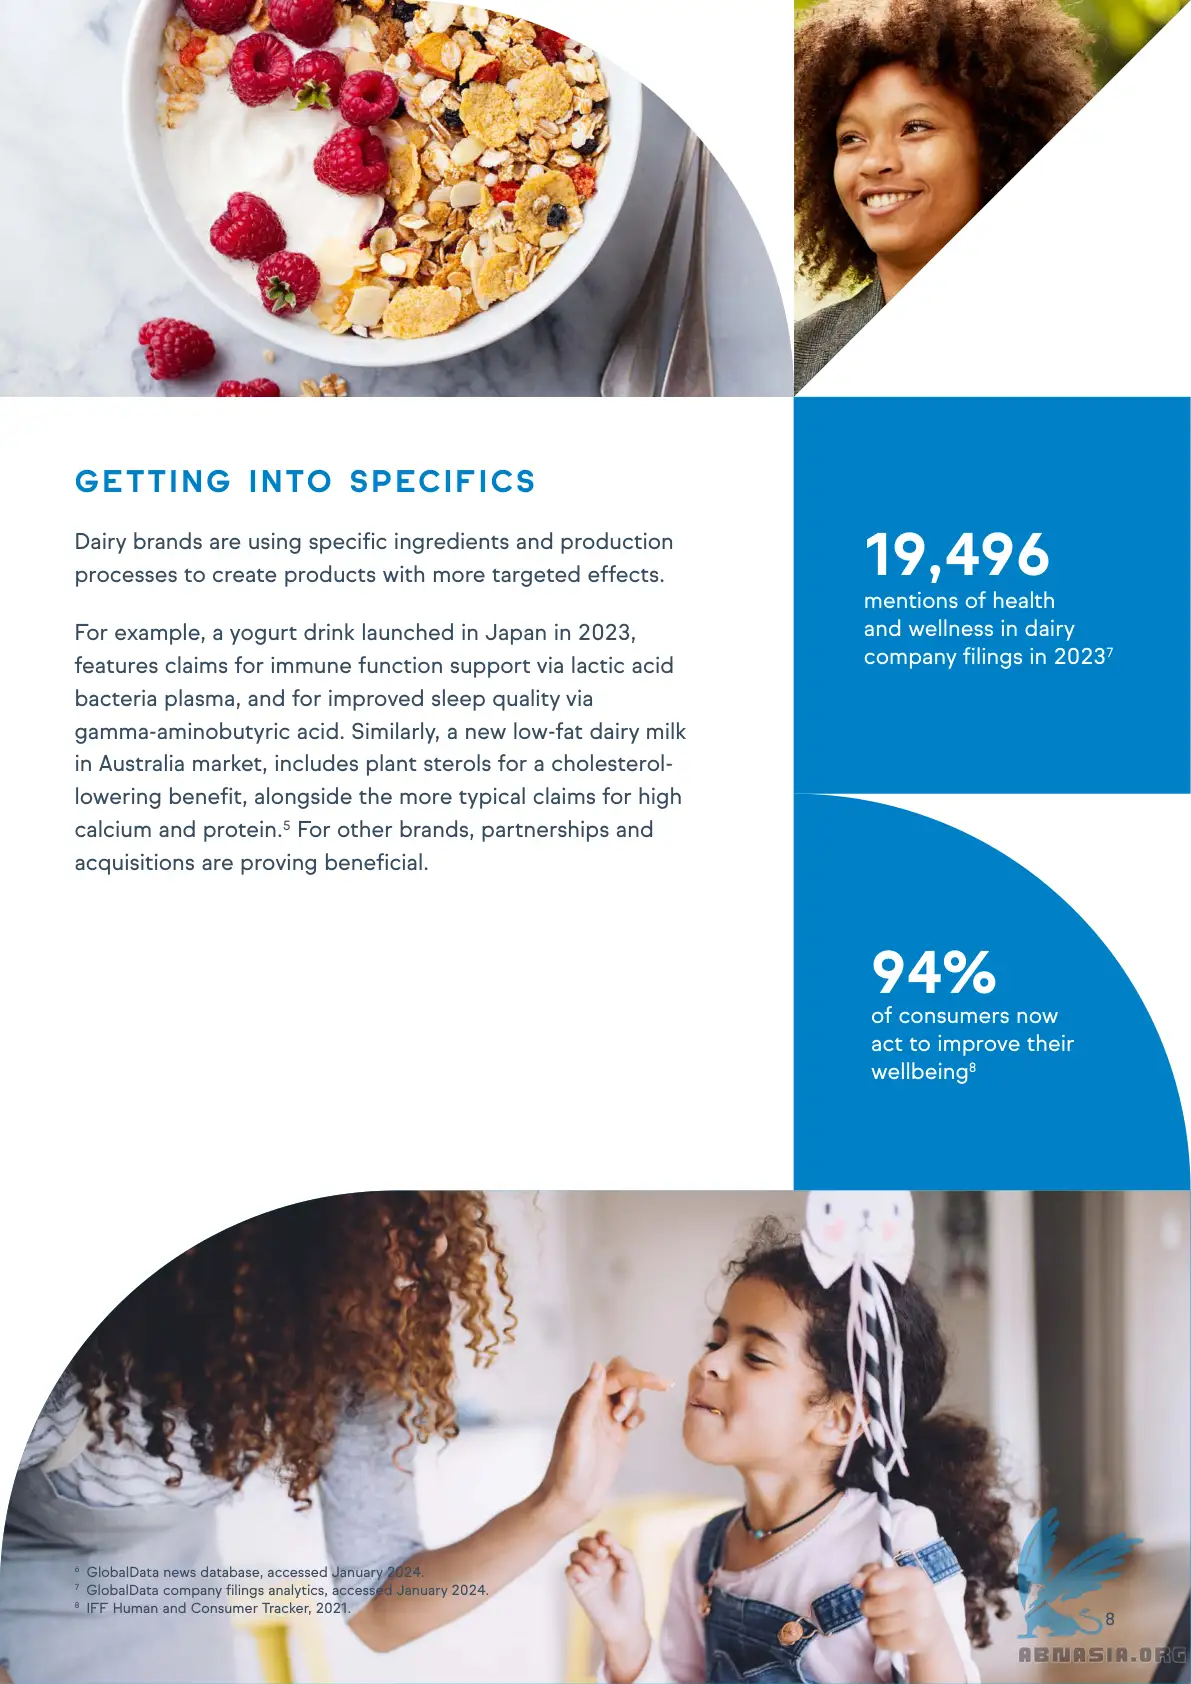 GETTING INTO SPECIFICS
Dairy brands are using specific ingredients and production
processes to create products with more targeted effects.
For example, a yogurt drink launched in Japan in 2023,
features claims for immune function support via lactic acid
bacteria plasma, and for improved sleep quality via
gamma-aminobutyric acid. Similarly, a new low-fat dairy milk
in Australia market, includes plant sterols for a cholesterol-
lowering benefit, alongside the more typical claims for high
calcium and protein.⁵ For other brands, partnerships and
acquisitions are proving beneficial.
19,496
mentions of health
and wellness in dairy
company filings in 2023⁷
94%
of consumers now
act to improve their
wellbeing⁸
⁶ GlobalData news database, accessed January 2024.
⁷ GlobalData company filings analytics, accessed January 2024.
⁸ IFF Human and Consumer Tracker, 2021.
8
ABNASIA.ORG